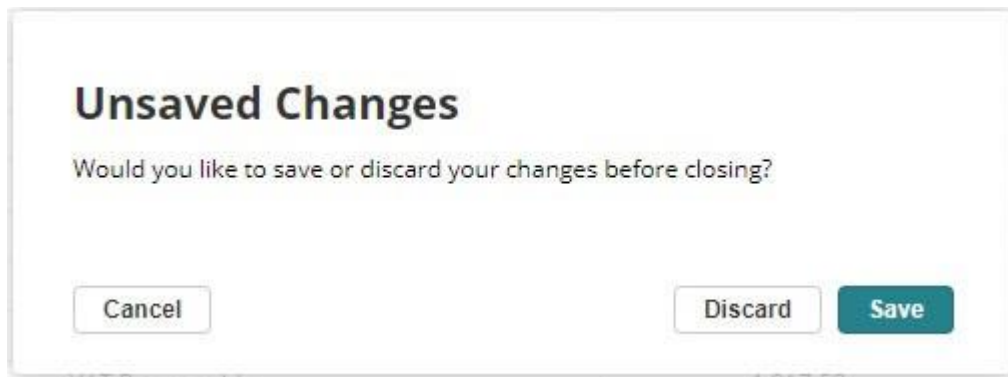 Unsaved Changes
Would you like to save or discard your changes before closing?
Cancel Discard Save